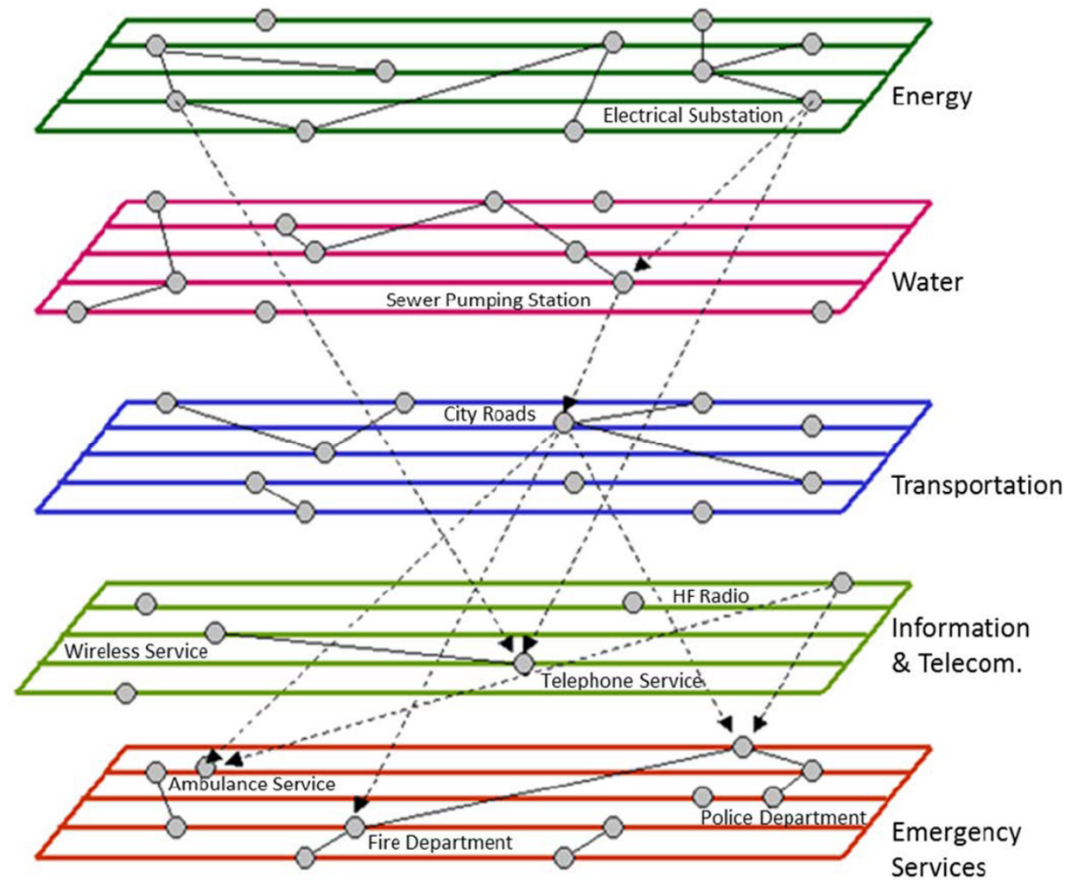 Electrical Substation
Energy
Sewer Pumping Station
Water
City Roads
Transportation
HF Radio
Wireless Service
Telephone Service
Information
& Telecom.
Ambulance Service
Police Department
Fire Department
Emergency
Services